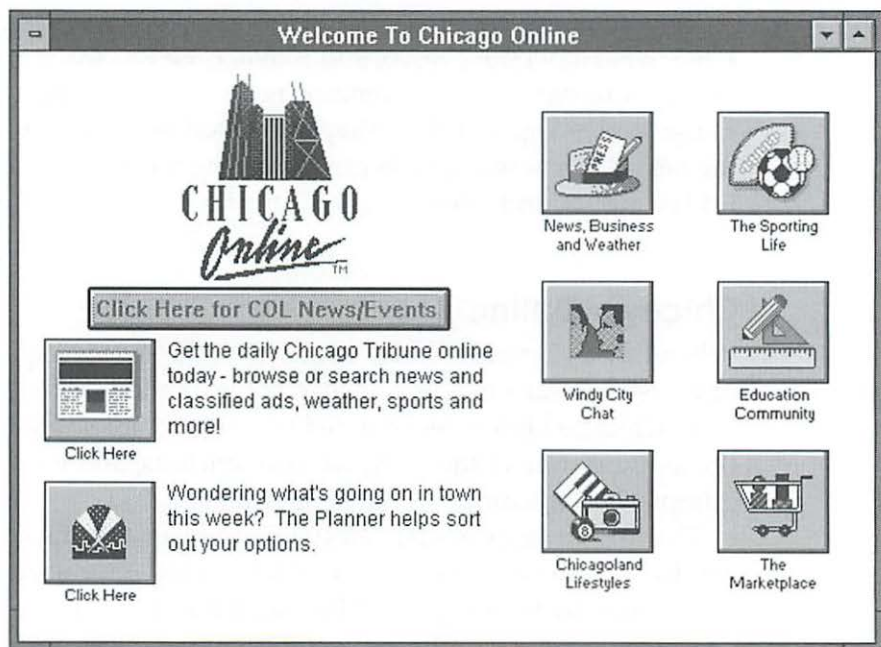 Welcome To Chicago Online
CHICAGO
Online
TM
Click Here for COL News/Events
Get the daily Chicago Tribune online
today - browse or search news and
classified ads, weather, sports and
more!
Click Here
Wondering what's going on in town
this week? The Planner helps sort
out your options.
Click Here
PRESS
News, Business
and Weather
The Sporting
Life
Windy City
Chat
Education
Community
8
Chicagoland
Lifestyles
The
Marketplace